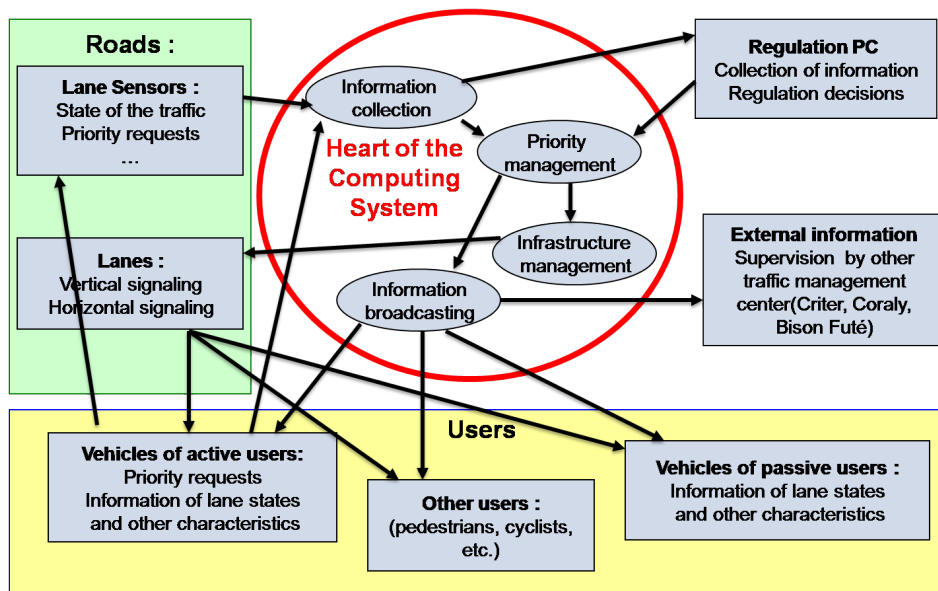 Roads :
Lane Sensors :
State of the traffic
Priority requests
...
Lanes :
Vertical signaling
Horizontal signaling
Information
collection
Heart of the
Computing
System
Priority
management
Infrastructure
management
Information
broadcasting
Regulation PC
Collection of information
Regulation decisions
External information
Supervision by other
traffic management
center(Criter, Coraly,
Bison Futé)
Users
Vehicles of active users:
Priority requests
Information of lane states
and other characteristics
Other users :
(pedestrians, cyclists,
etc.)
Vehicles of passive users :
Information of lane states
and other characteristics